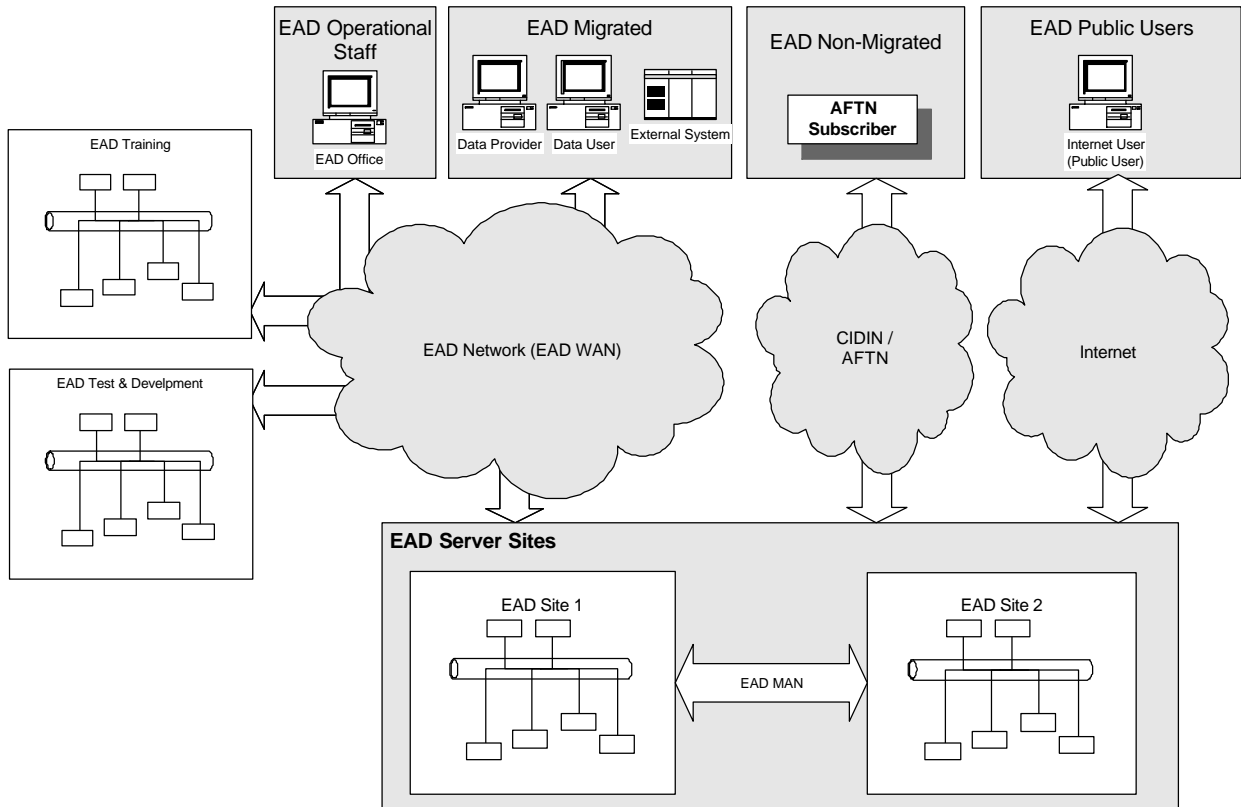 EAD Operational
Staff
EAD Office
EAD Migrated
Data Provider
Data User
External System
EAD Non-Migrated
AFTN
Subscriber
EAD Public Users
Internet User
(Public User)
EAD Training
EAD Test & Develpment
EAD Network (EAD WAN)
CIDIN /
AFTN
Internet
EAD Server Sites
EAD Site 1
EAD MAN
EAD Site 2